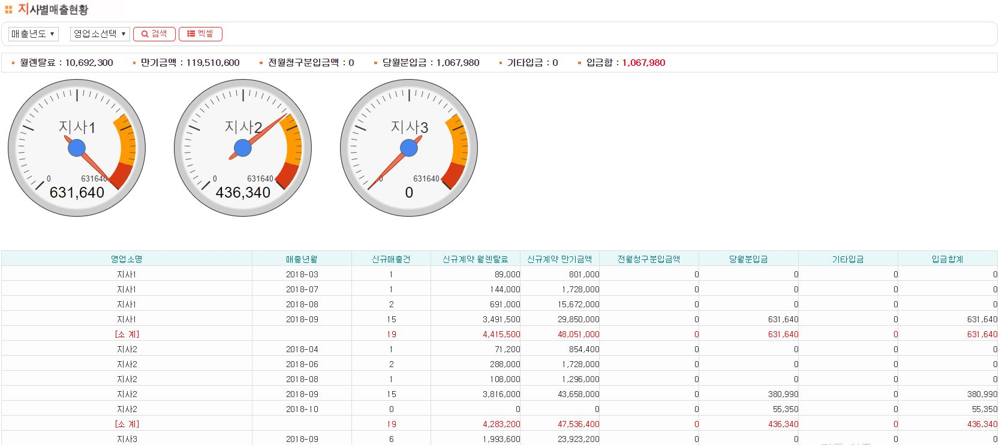 지사별매출현황
매출년도 영업소선택 검색 엑셀
월렌탈료 : 10,692,300 만기금액 : 119,510,600 전월청구분입금액 : 0 당월분입금 : 1,067,980 기타입금 : 0 입금합 : 1,067,980
지사1 지사2 지사3
0 631640 0 631640 0 631640
631,640 436,340 0
영업소명 매출년월 신규매출건 신규계약 월렌탈료 신규계약 만기금액 전월청구분입금액 당월분입금 기타입금 입금합계
지사1 2018-03 1 89,000 801,000 0 0 0 0
지사1 2018-07 1 144,000 1,728,000 0 0 0 0
지사1 2018-08 2 691,000 15,672,000 0 0 0 0
지사1 2018-09 15 3,491,500 29,850,000 0 631,640 0 631,640
[소 계] 19 4,415,500 48,051,000 0 631,640 0 631,640
지사2 2018-04 1 71,200 854,400 0 0 0 0
지사2 2018-06 2 288,000 1,728,000 0 0 0 0
지사2 2018-08 1 108,000 1,296,000 0 0 0 0
지사2 2018-09 15 3,816,000 43,658,000 0 380,990 0 380,990
지사2 2018-10 0 0 0 0 55,350 0 55,350
[소 계] 19 4,283,200 47,536,400 0 436,340 0 436,340
지사3 2018-09 6 1,993,600 23,923,200 0 0 0 0